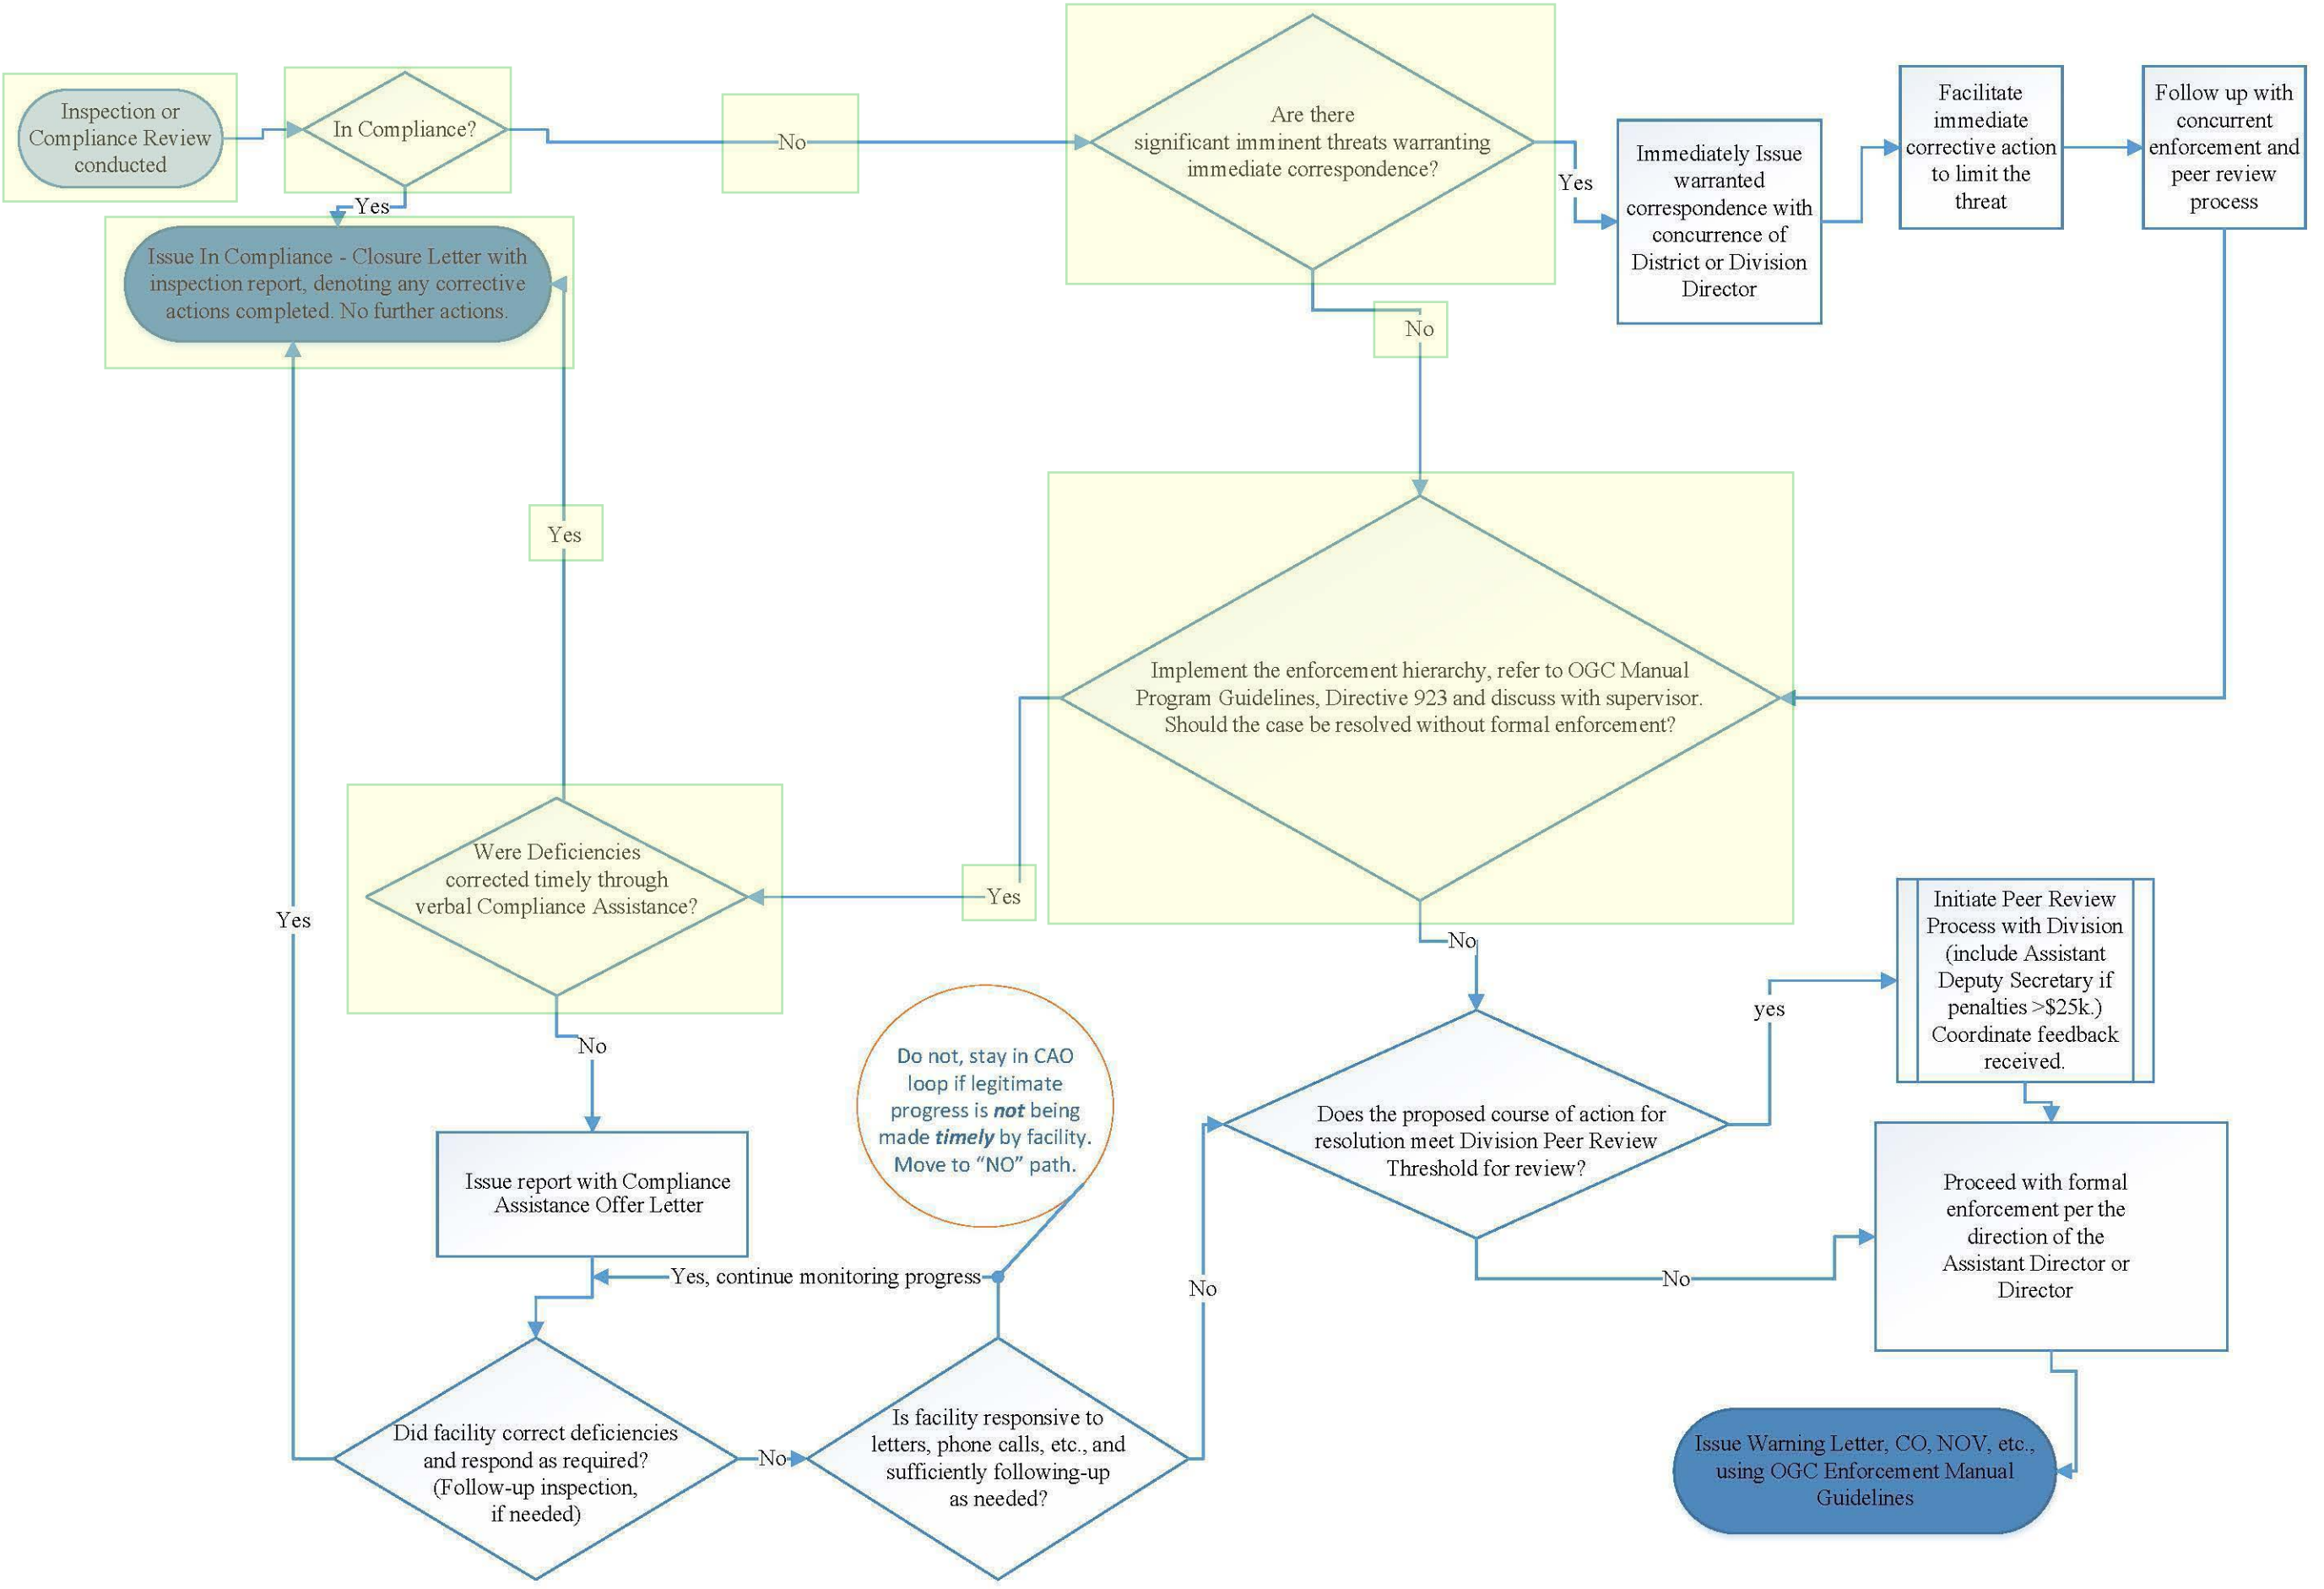 Inspection or
Compliance Review
conducted
In Compliance?
No
Yes
Issue In Compliance - Closure Letter with
inspection report, denoting any corrective
actions completed. No further actions.
Are there
significant imminent threats warranting
immediate correspondence?
Yes
Immediately Issue
warranted
correspondence with
concurrence of
District or Division
Director
Facilitate
immediate
corrective action
to limit the
threat
Follow up with
concurrent
enforcement and
peer review
process
No
Implement the enforcement hierarchy, refer to OGC Manual
Program Guidelines, Directive 923 and discuss with supervisor.
Should the case be resolved without formal enforcement?
Yes
Yes
Were Deficiencies
corrected timely through
verbal Compliance Assistance?
No
Issue report with Compliance
Assistance Offer Letter
Do not, stay in CAO
loop if legitimate
progress is not being
made timely by facility.
Move to “NO” path.
Yes, continue monitoring progress
Yes
Did facility correct deficiencies
and respond as required?
(Follow-up inspection,
if needed)
No
Is facility responsive to
letters, phone calls, etc., and
sufficiently following-up
as needed?
No
No
Does the proposed course of action for
resolution meet Division Peer Review
Threshold for review?
yes
Initiate Peer Review
Process with Division
(include Assistant
Deputy Secretary if
penalties >$25k.)
Coordinate feedback
received.
No
Proceed with formal
enforcement per the
direction of the
Assistant Director or
Director
Issue Warning Letter, CO, NOV, etc.,
using OGC Enforcement Manual
Guidelines